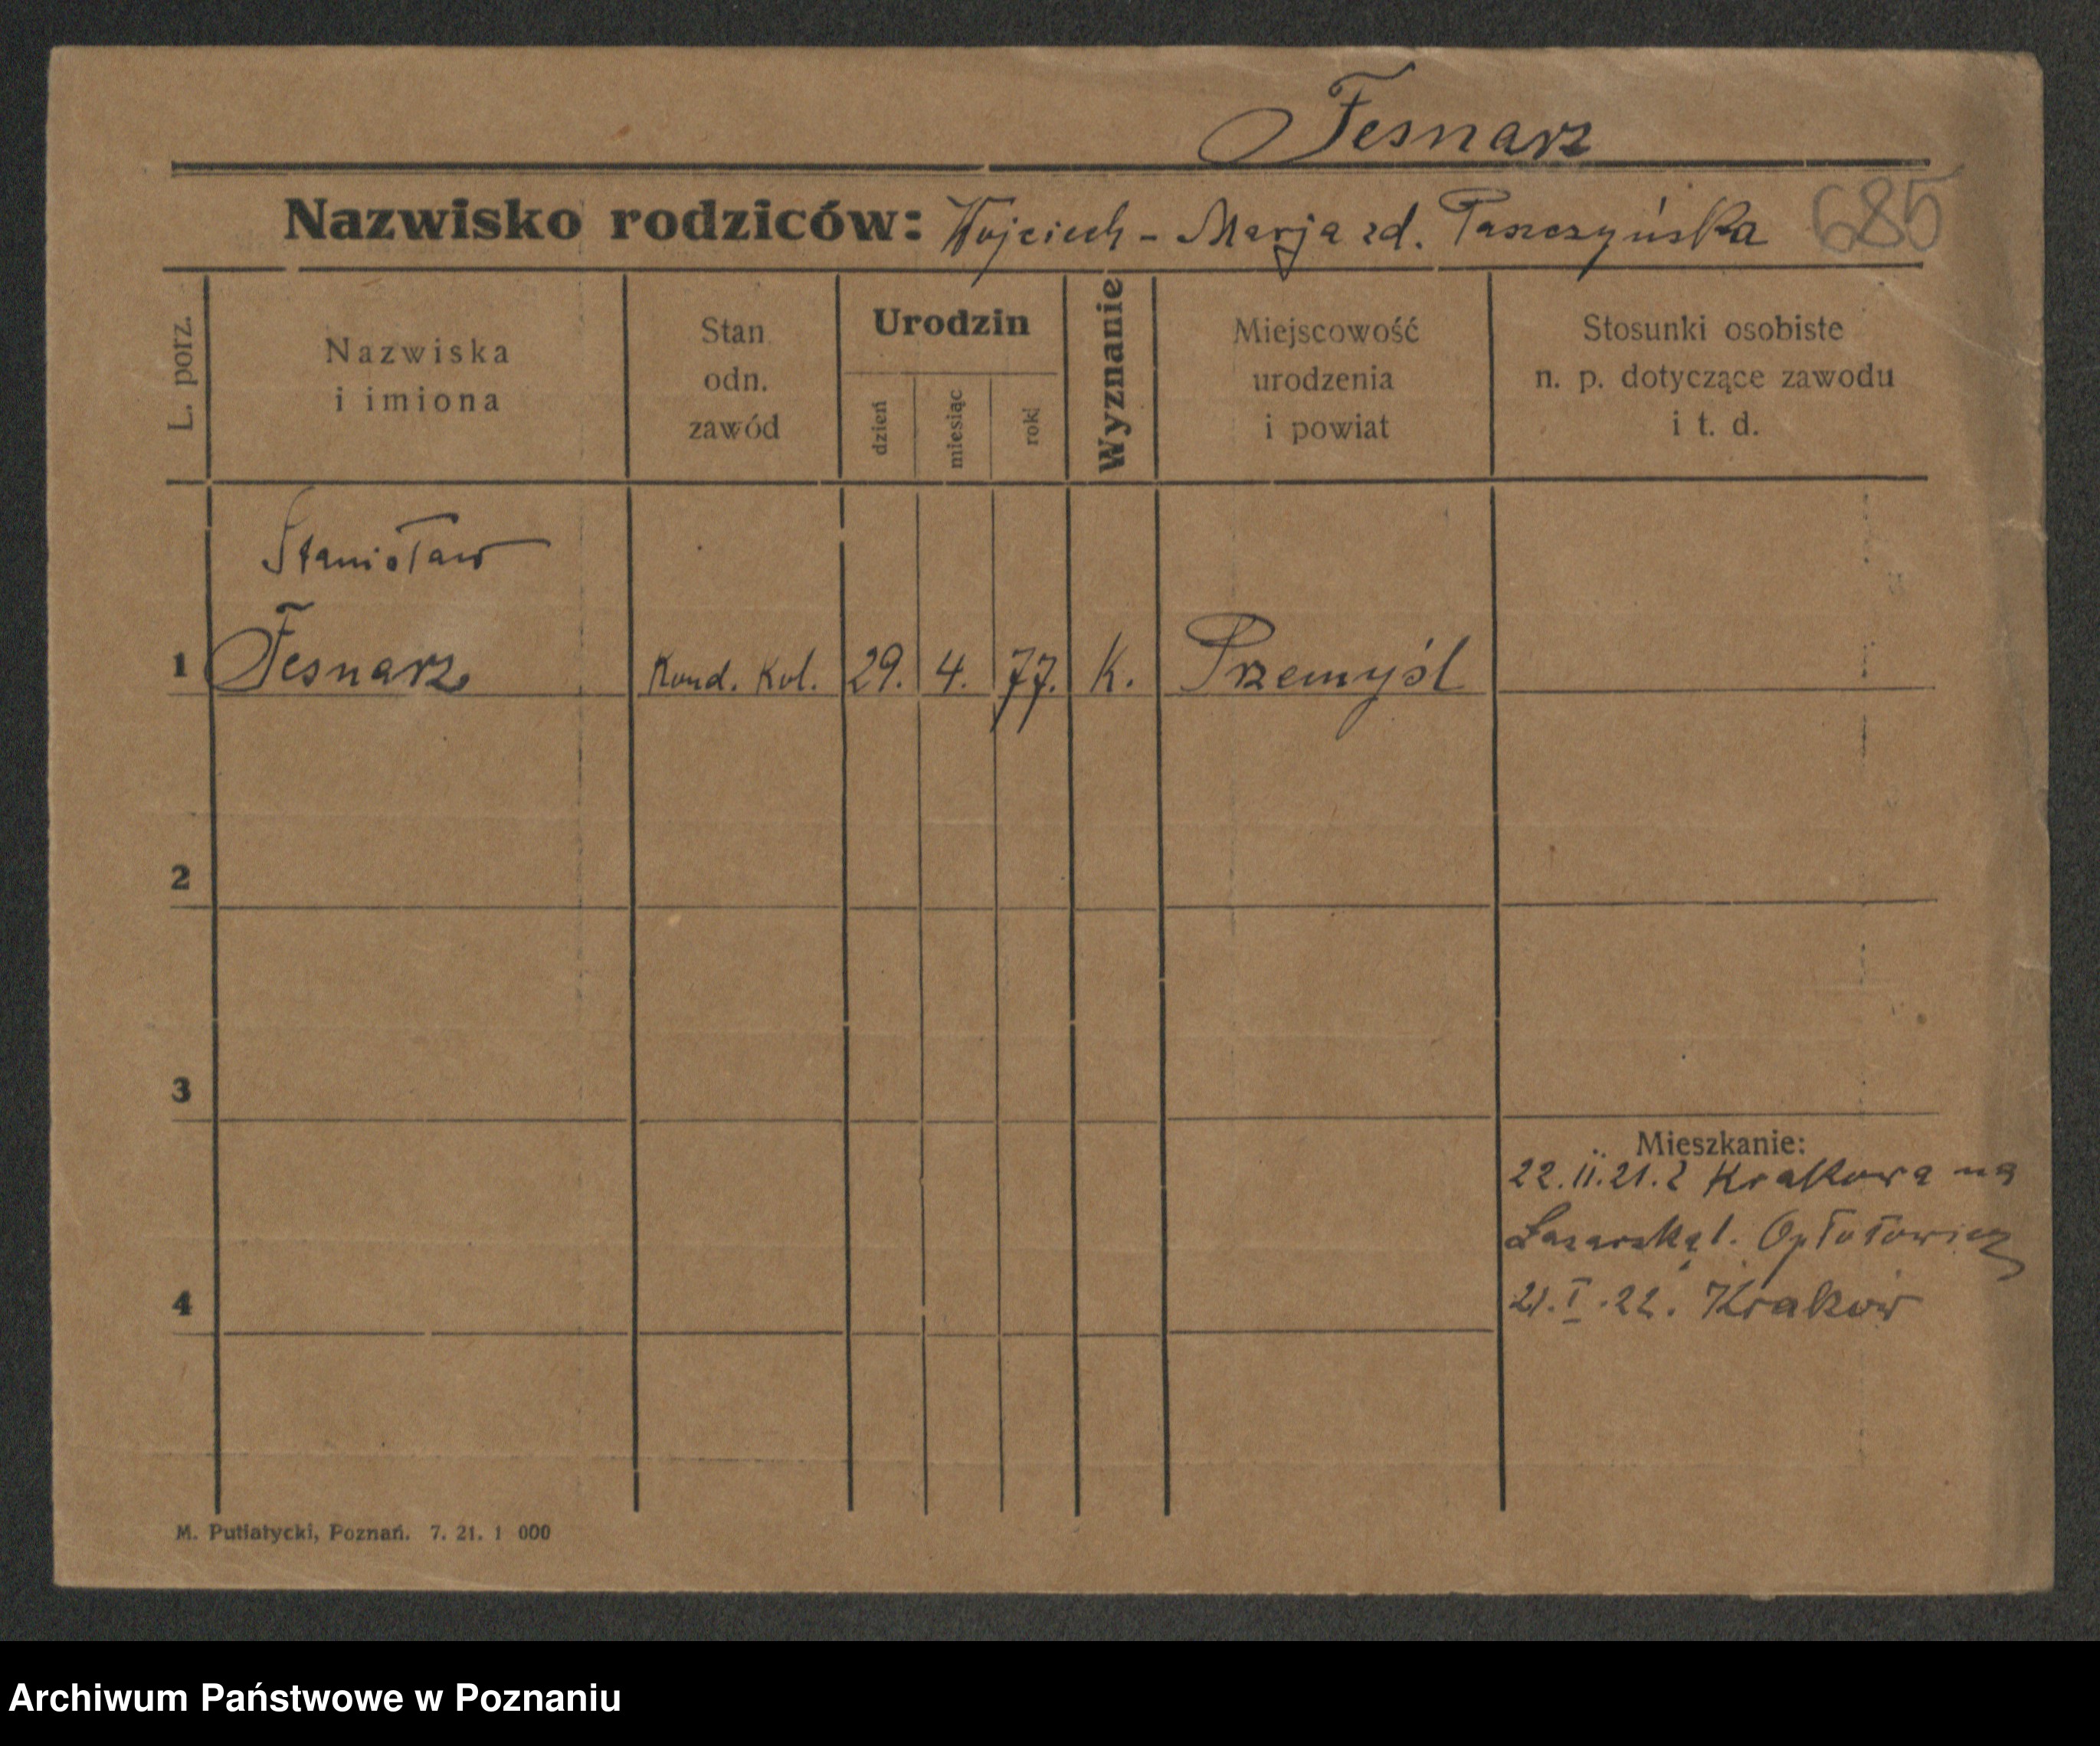 Fesnarz
Nazwisko rodziców: Wojciech - Marja zd. Paszczyńska 685
L. porz.
Nazwiska
i imiona
Stan
odn.
zawód
Urodzin
dzień
miesiąc
rok
Wyznanie
Miejscowość
urodzenia
i powiat
Stosunki osobiste
n. p. dotyczące zawodu
i t. d.
Stanisław
1 Fesnarz Kond. Kol. 29. 4. 77. K. Przemyśl
2
3
Mieszkanie:
22.11.21. z Krakowa na
Łazarską 1.
4
21.I.22. Kraków
M. Putiatycki, Poznań. 7. 21. 1 000
Archiwum Państwowe w Poznaniu